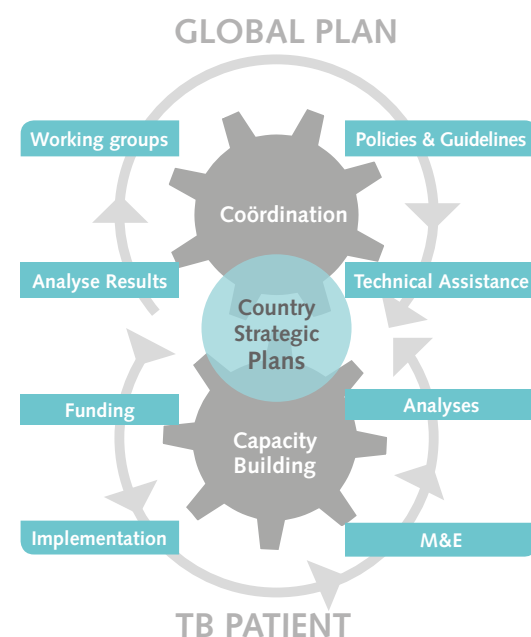 GLOBAL PLAN
Working groups
Policies & Guidelines
Coördination
Analyse Results
Technical Assistance
Country
Strategic
Plans
Funding
Analyses
Capacity
Building
Implementation
M&E
TB PATIENT